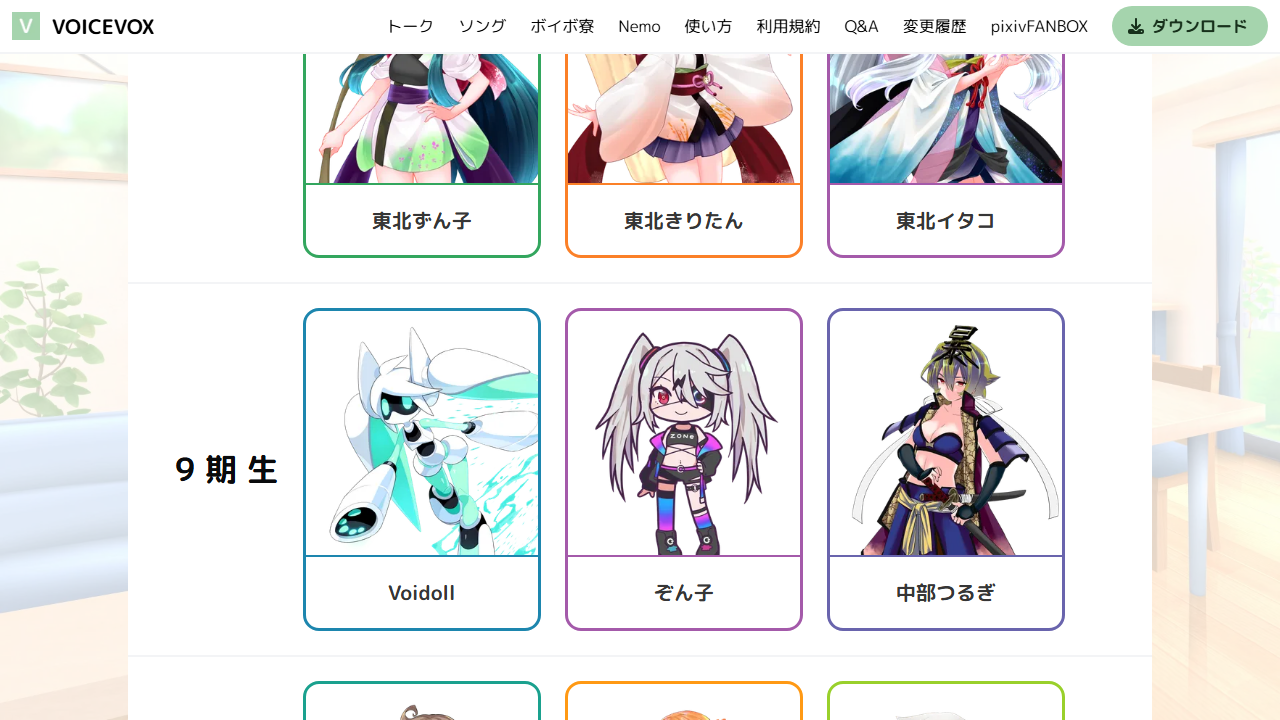 V VOICEVOX トーク ソング ボイボ寮 Nemo 使い方 利用規約 Q&A 変更履歴 pixivFANBOX ダウンロード
東北ずん子 東北きりたん 東北イタコ
ZONe
9期生
Voidoll ぞん子 中部つるぎ